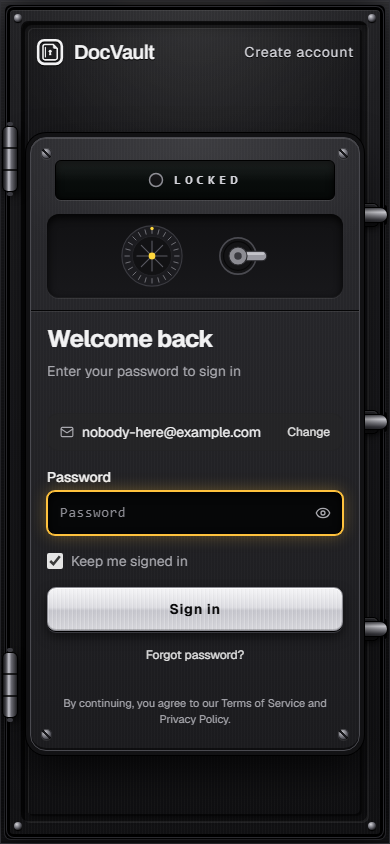 DocVault
Create account
LOCKED
Welcome back
Enter your password to sign in
nobody-here@example.com
Change
Password
Password
Keep me signed in
Sign in
Forgot password?
By continuing, you agree to our Terms of Service and
Privacy Policy.